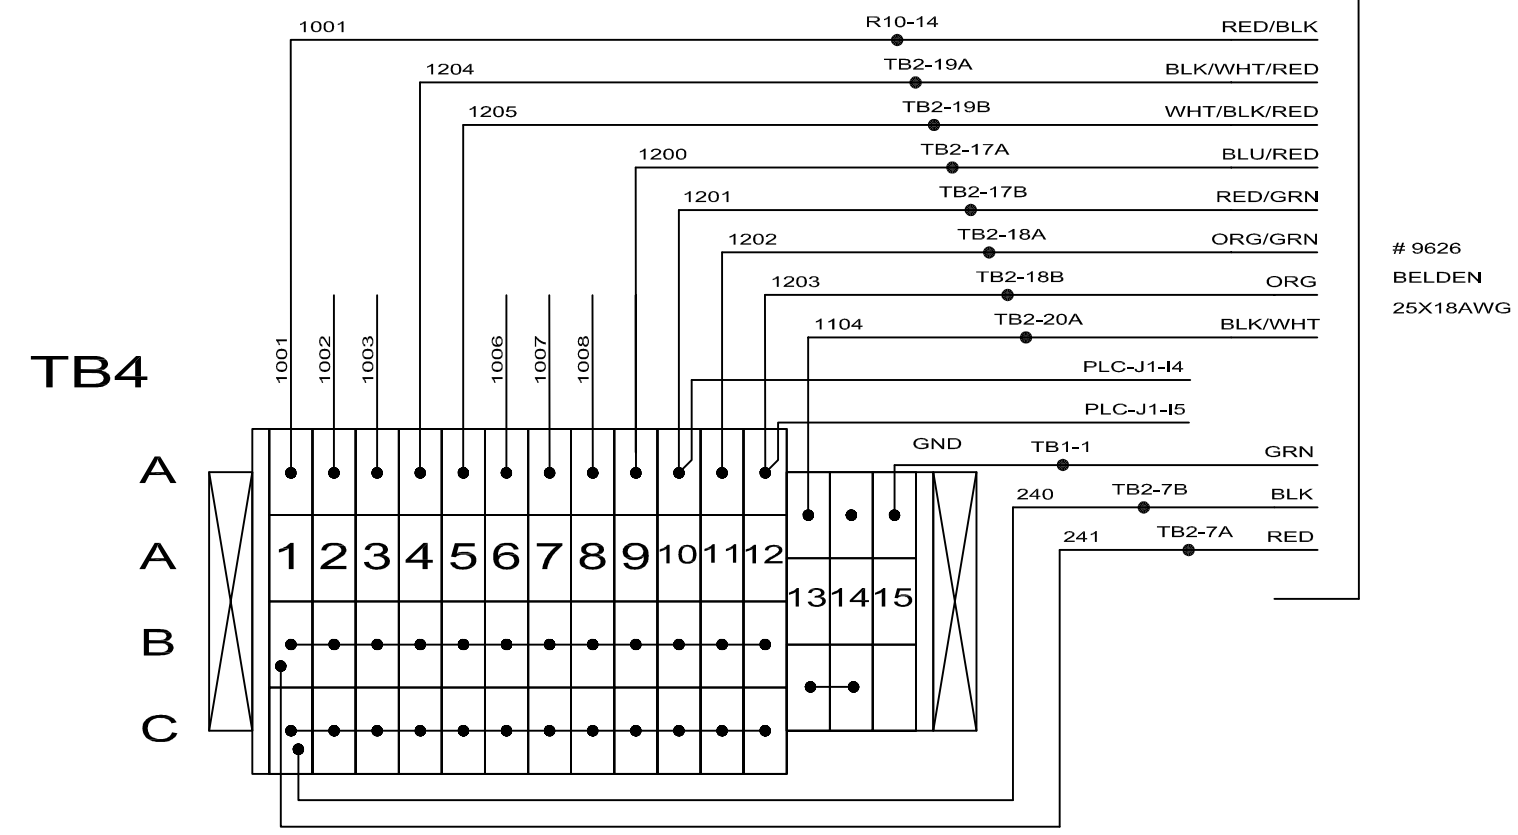 1001 R10-14 RED/BLK
1204 TB2-19A BLK/WHT/RED
1205 TB2-19B WHT/BLK/RED
1200 TB2-17A BLU/RED
1201 TB2-17B RED/GRN
1202 TB2-18A ORG/GRN
1203 TB2-18B ORG
1104 TB2-20A BLK/WHT
# 9626
BELDEN
25X18AWG
1001 1002 1003 1006 1007 1008
TB4
PLC-J1-I4
PLC-J1-I5
GND TB1-1 GRN
240 TB2-7B BLK
241 TB2-7A RED
A
A 1 2 3 4 5 6 7 8 9 10 11 12
13 14 15
B
C